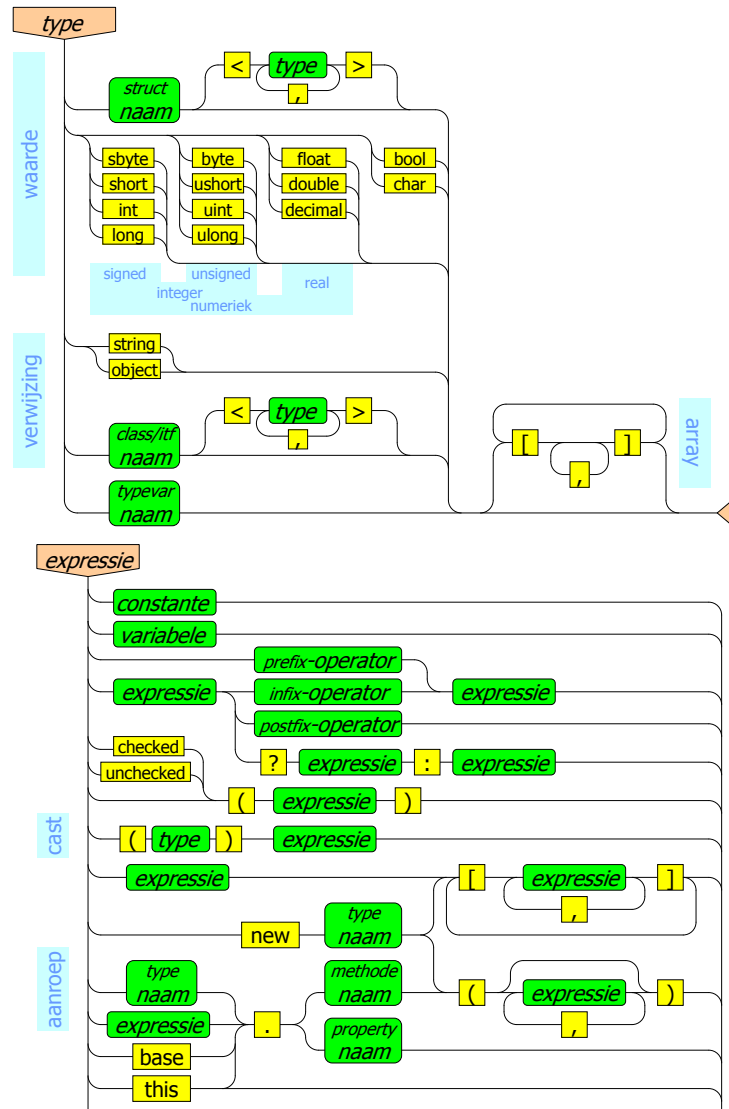 type
waarde
struct
naam
< type >
,
sbyte byte float bool
short ushort double char
int uint decimal
long ulong
signed unsigned real
integer
numeriek
verwijzing
string
object
class/itf
naam
< type >
,
typevar
naam
[ , ]
array
expressie
constante
variabele
prefix-operator
expressie infix-operator expressie
postfix-operator
? expressie : expressie
checked
unchecked
( expressie )
cast
( type ) expressie
expressie [ expressie ]
,
new type
naam
aanroep
type
naam
expressie
base
this
.
methode
naam
( expressie )
,
property
naam